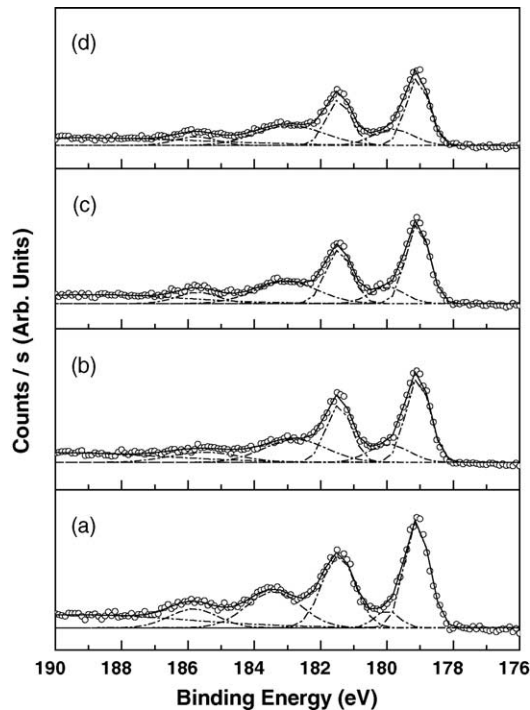 (d)
(c)
(b)
(a)
Counts / s (Arb. Units)
190 188 186 184 182 180 178 176
Binding Energy (eV)